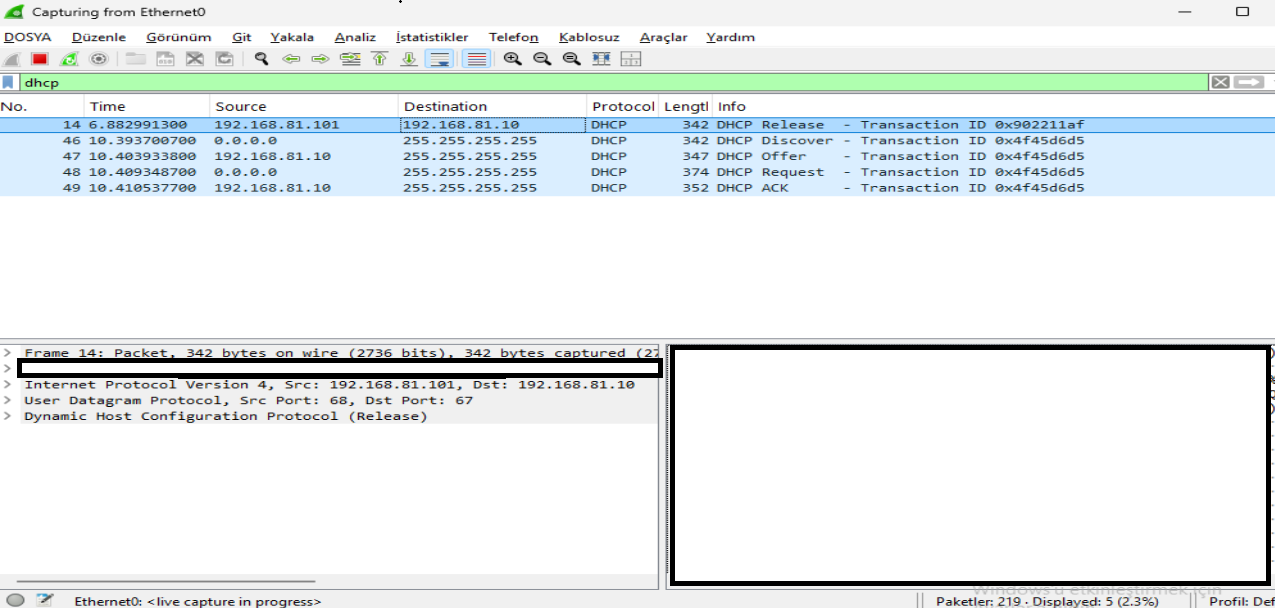 Capturing from Ethernet0
DOSYA Düzenle Görünüm Git Yakala Analiz İstatistikler Telefon Kablosuz Araçlar Yardım
dhcp
No. Time Source Destination Protocol Lengtl Info
14 6.882991300 192.168.81.101 192.168.81.10 DHCP 342 DHCP Release - Transaction ID 0x902211af
46 10.393700700 0.0.0.0 255.255.255.255 DHCP 342 DHCP Discover - Transaction ID 0x4f45d6d5
47 10.403933800 192.168.81.10 255.255.255.255 DHCP 347 DHCP Offer - Transaction ID 0x4f45d6d5
48 10.409348700 0.0.0.0 255.255.255.255 DHCP 374 DHCP Request - Transaction ID 0x4f45d6d5
49 10.410537700 192.168.81.10 255.255.255.255 DHCP 352 DHCP ACK - Transaction ID 0x4f45d6d5
> Frame 14: Packet, 342 bytes on wire (2736 bits), 342 bytes captured (27
>
> Internet Protocol Version 4, Src: 192.168.81.101, Dst: 192.168.81.10
> User Datagram Protocol, Src Port: 68, Dst Port: 67
> Dynamic Host Configuration Protocol (Release)
Windows'u etkinleştirmek için
Ethernet0: <live capture in progress> Paketler: 219 · Displayed: 5 (2.3%) Profil: Def